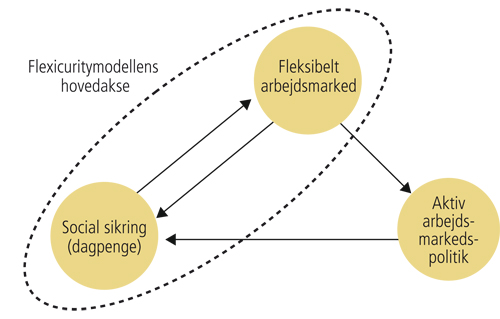 Flexicuritymodellens
hovedakse
Fleksibelt
arbejdsmarked
Social sikring
(dagpenge)
Aktiv
arbejds-
markeds-
politik